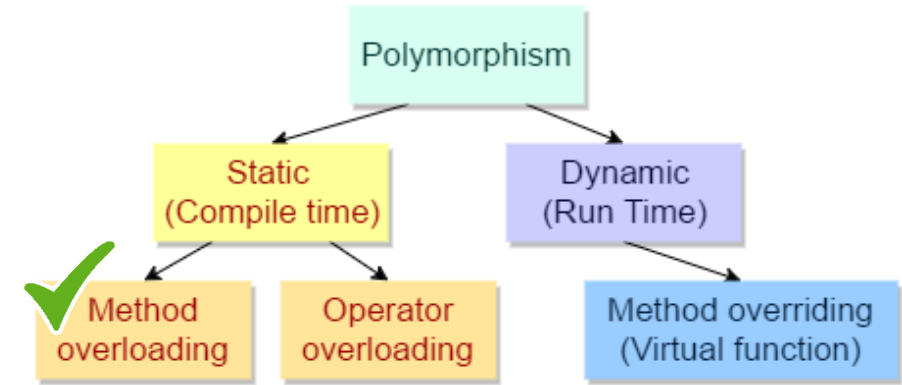 Polymorphism
Static
(Compile time)
Dynamic
(Run Time)
Method
overloading
Operator
overloading
Method overriding
(Virtual function)